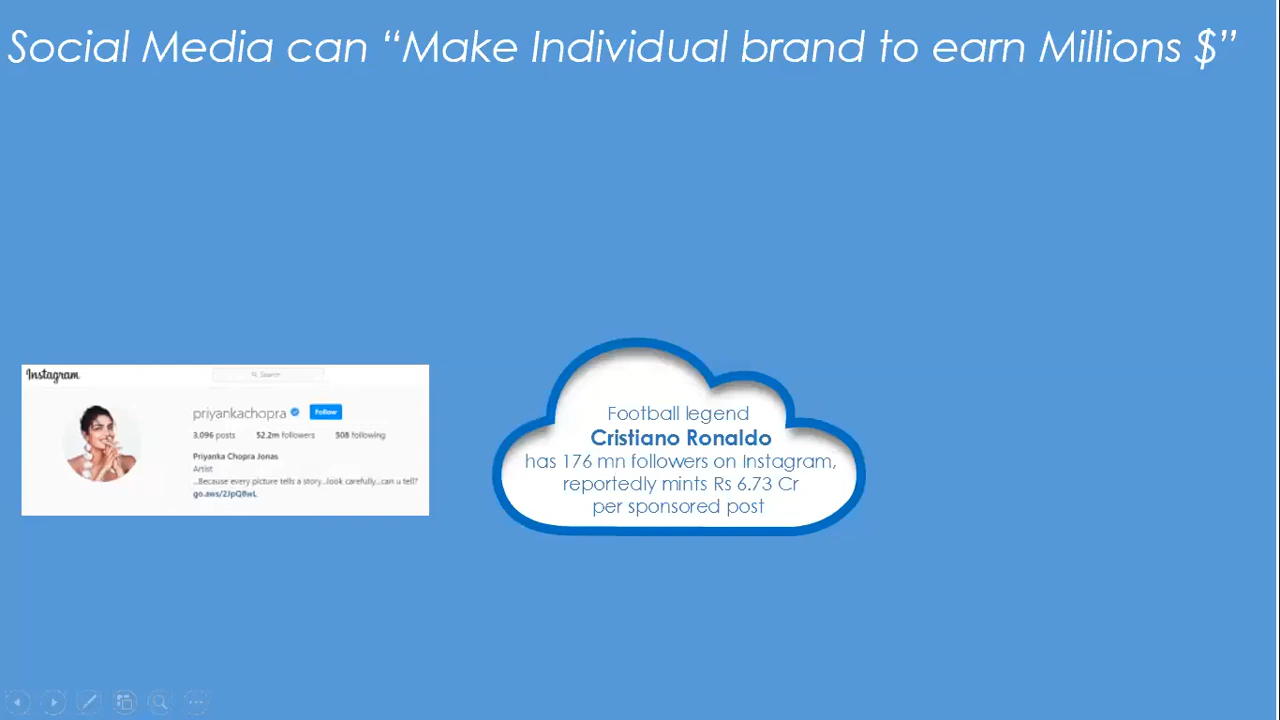 Social Media can “Make Individual brand to earn Millions $”
Instagram
Search
priyankachopra
Follow
3,096 posts 52.2m followers 508 following
Priyanka Chopra Jonas
Artist
...Because every picture tells a story...look carefully...can u tell?
go.aws/2JpQ8wL
Football legend
Cristiano Ronaldo
has 176 mn followers on Instagram,
reportedly mints Rs 6.73 Cr
per sponsored post